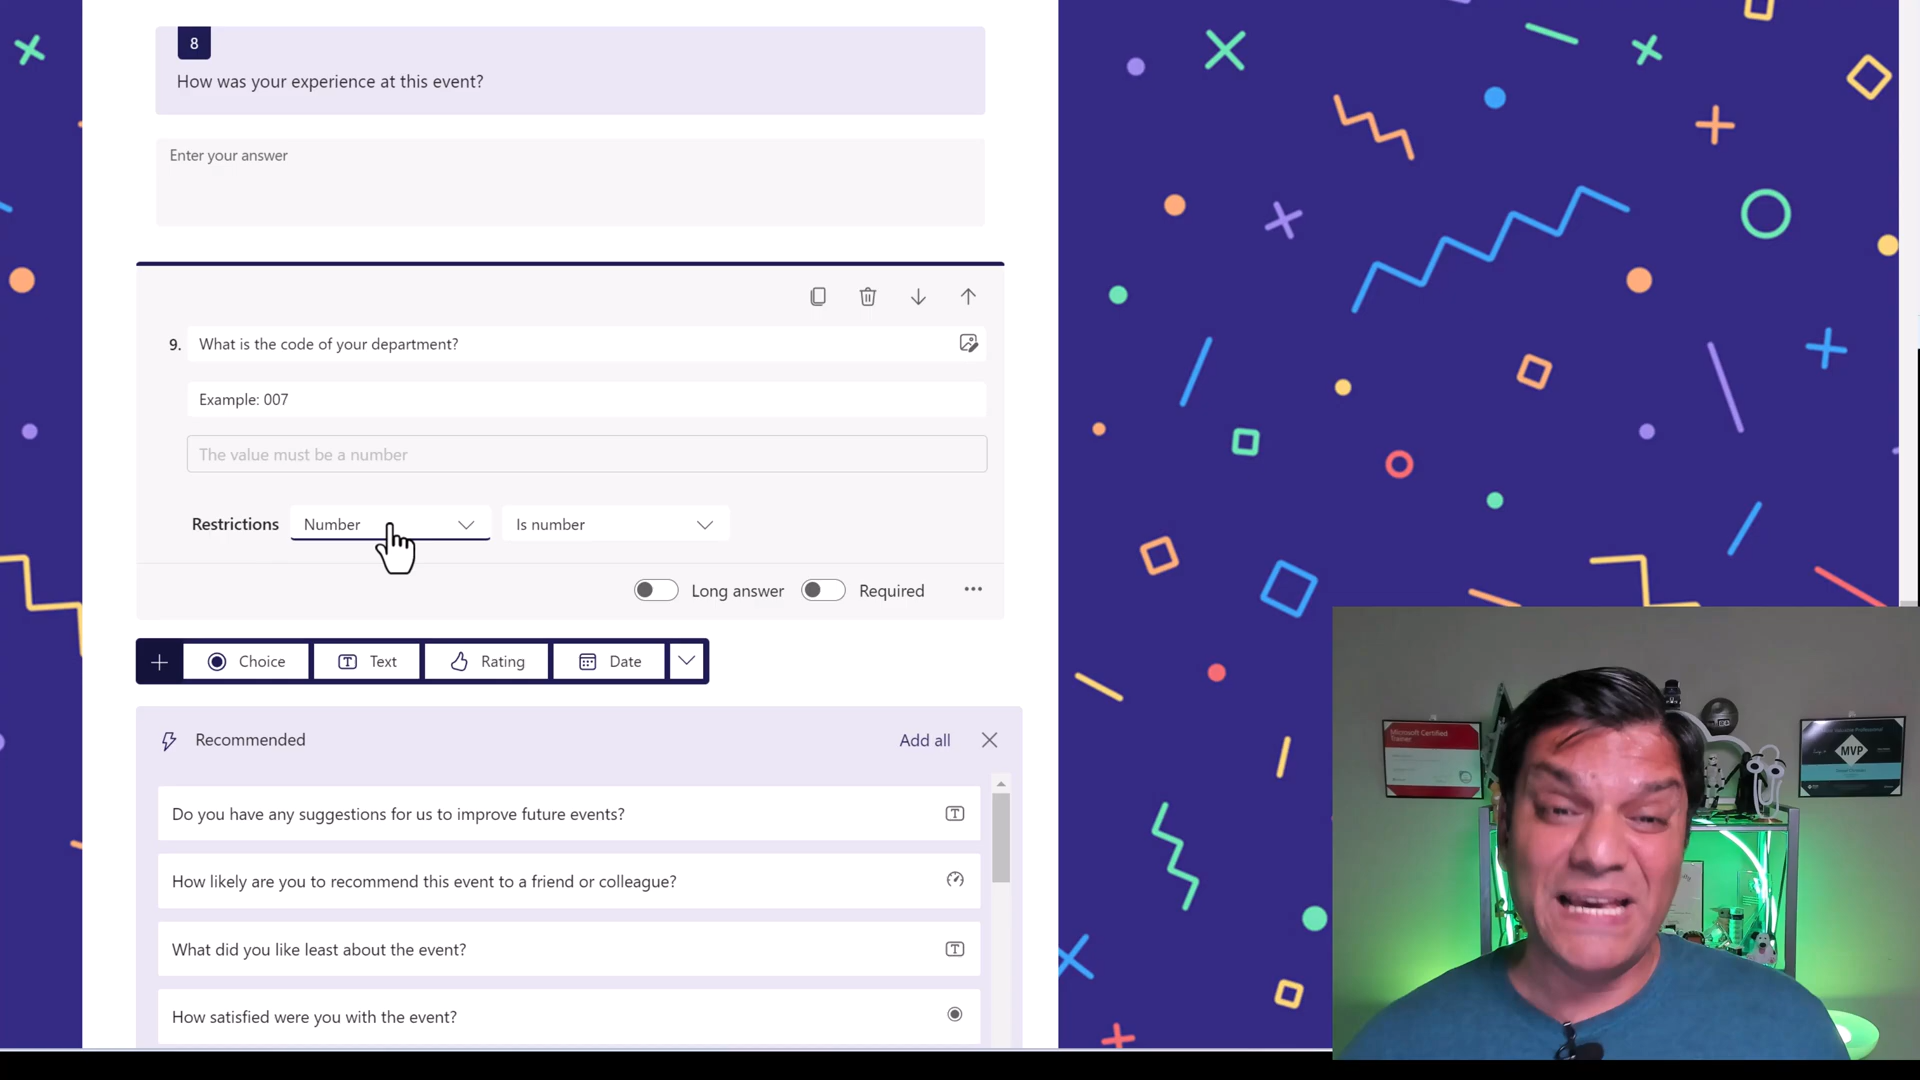 8
How was your experience at this event?
Enter your answer
9. What is the code of your department?
Example: 007
The value must be a number
Restrictions Number Is number
Long answer Required
Choice Text Rating Date
Recommended Add all
Do you have any suggestions for us to improve future events?
How likely are you to recommend this event to a friend or colleague?
What did you like least about the event?
How satisfied were you with the event?
Microsoft Certified
Trainer
MVP